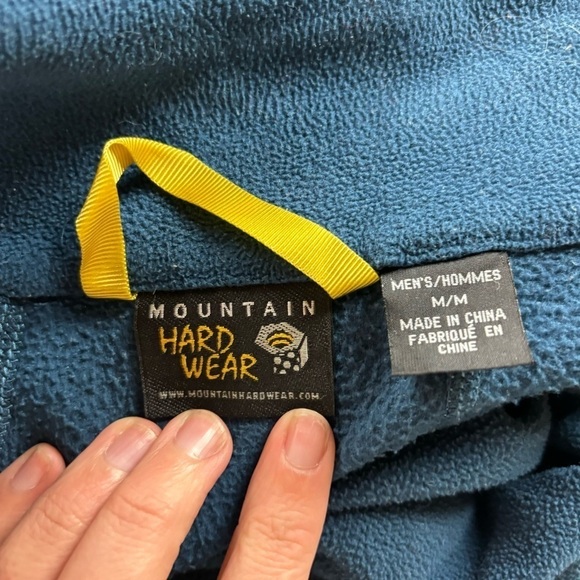 MOUNTAIN
HARD
WEAR
WWW.MOUNTAINHARDWEAR.COM
MEN'S/HOMMES
M/M
MADE IN CHINA
FABRIQUÉ EN
CHINE